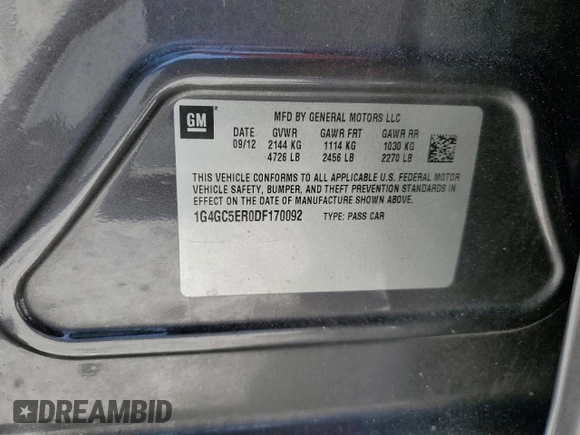 GM
MFD BY GENERAL MOTORS LLC
DATE GVWR GAWR FRT GAWR RR
09/12 2144 KG 1114 KG 1030 KG
4726 LB 2456 LB 2270 LB
THIS VEHICLE CONFORMS TO ALL APPLICABLE U.S. FEDERAL MOTOR
VEHICLE SAFETY, BUMPER, AND THEFT PREVENTION STANDARDS IN
EFFECT ON THE DATE OF MANUFACTURE SHOWN ABOVE.
1G4GC5ER0DF170092 TYPE: PASS CAR
DREAMBID